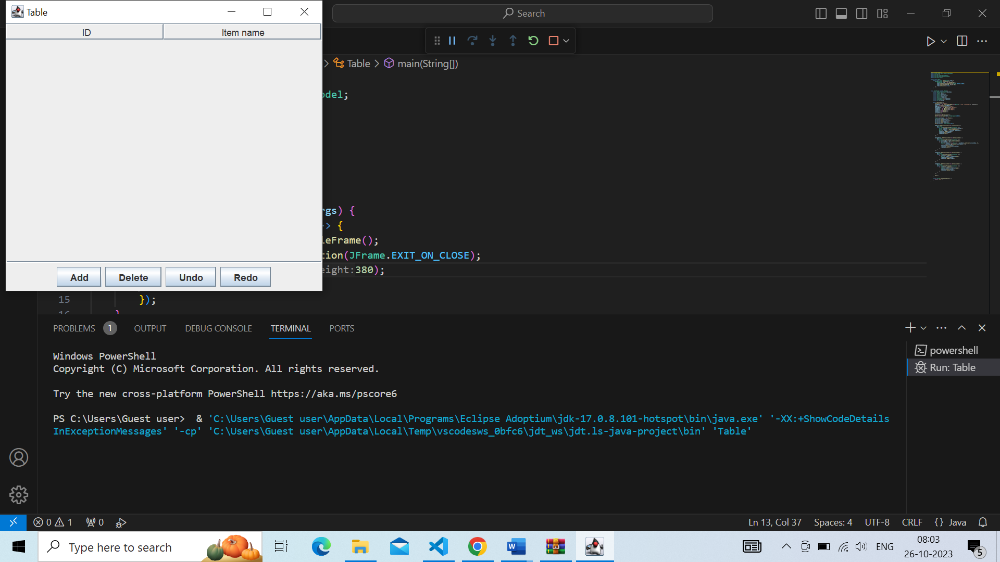 Table
Search
ID Item name
Table main(String[])
odel;
rgs) {
-> {
leFrame();
tion(JFrame.EXIT_ON_CLOSE);
eight:380);
Add Delete Undo Redo
15 });
16 }
PROBLEMS 1 OUTPUT DEBUG CONSOLE TERMINAL PORTS
Windows PowerShell
Copyright (C) Microsoft Corporation. All rights reserved.
Try the new cross-platform PowerShell https://aka.ms/pscore6
PS C:\Users\Guest user>  & 'C:\Users\Guest user\AppData\Local\Programs\Eclipse Adoptium\jdk-17.0.8.101-hotspot\bin\java.exe' '-XX:+ShowCodeDetails
InExceptionMessages' '-cp' 'C:\Users\Guest user\AppData\Local\Temp\vscodesws_0bfc6\jdt_ws\jdt.ls-java-project\bin' 'Table'
powershell
Run: Table
0 1 0 Ln 13, Col 37 Spaces: 4 UTF-8 CRLF {} Java
Type here to search
ENG
08:03
26-10-2023
5